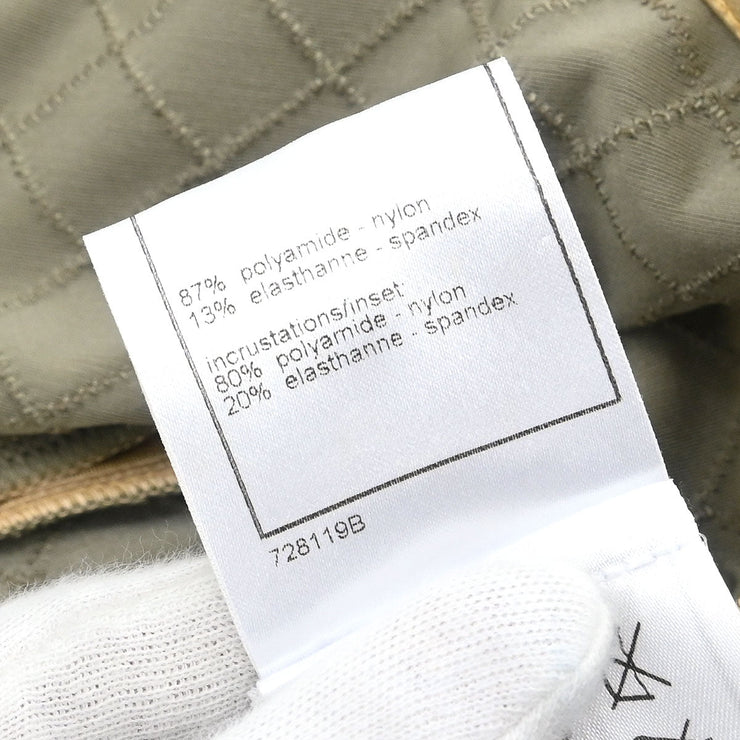 87% polyamide - nylon
13% elasthanne - spandex
incrustations/inset:
80% polyamide - nylon
20% elasthanne - spandex
728119B